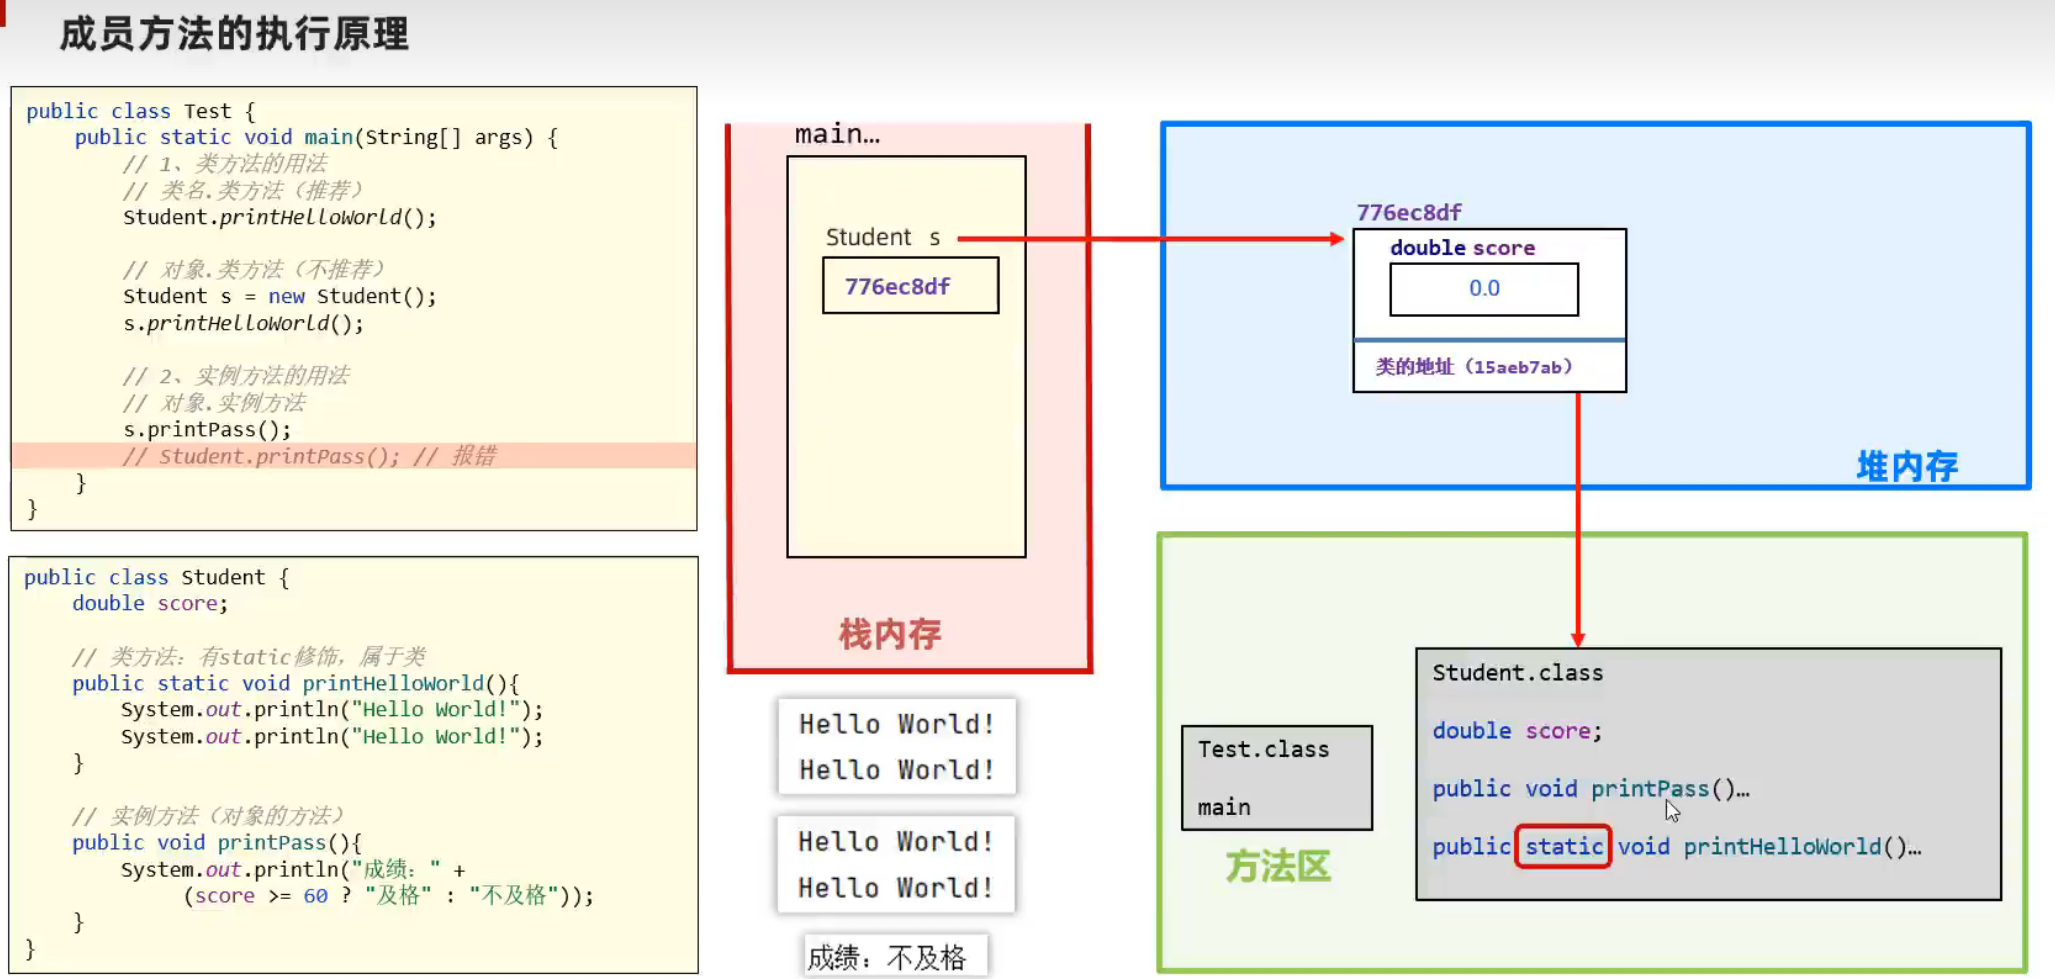 成员方法的执行原理
public class Test {
public static void main(String[] args) {
// 1、类方法的用法
// 类名.类方法（推荐）
Student.printHelloWorld();
// 对象.类方法（不推荐）
Student s = new Student();
s.printHelloWorld();
// 2、实例方法的用法
// 对象.实例方法
s.printPass();
// Student.printPass(); // 报错
}
}
public class Student {
double score;
// 类方法：有static修饰，属于类
public static void printHelloWorld(){
System.out.println("Hello World!");
System.out.println("Hello World!");
}
// 实例方法（对象的方法）
public void printPass(){
System.out.println("成绩：" +
(score >= 60 ? "及格" : "不及格"));
}
}
main…
Student s
776ec8df
栈内存
Hello World!
Hello World!
Hello World!
Hello World!
成绩：不及格
776ec8df
double score
0.0
类的地址（15aeb7ab）
堆内存
Test.class
main
方法区
Student.class
double score;
public void printPass()…
public static void printHelloWorld()…